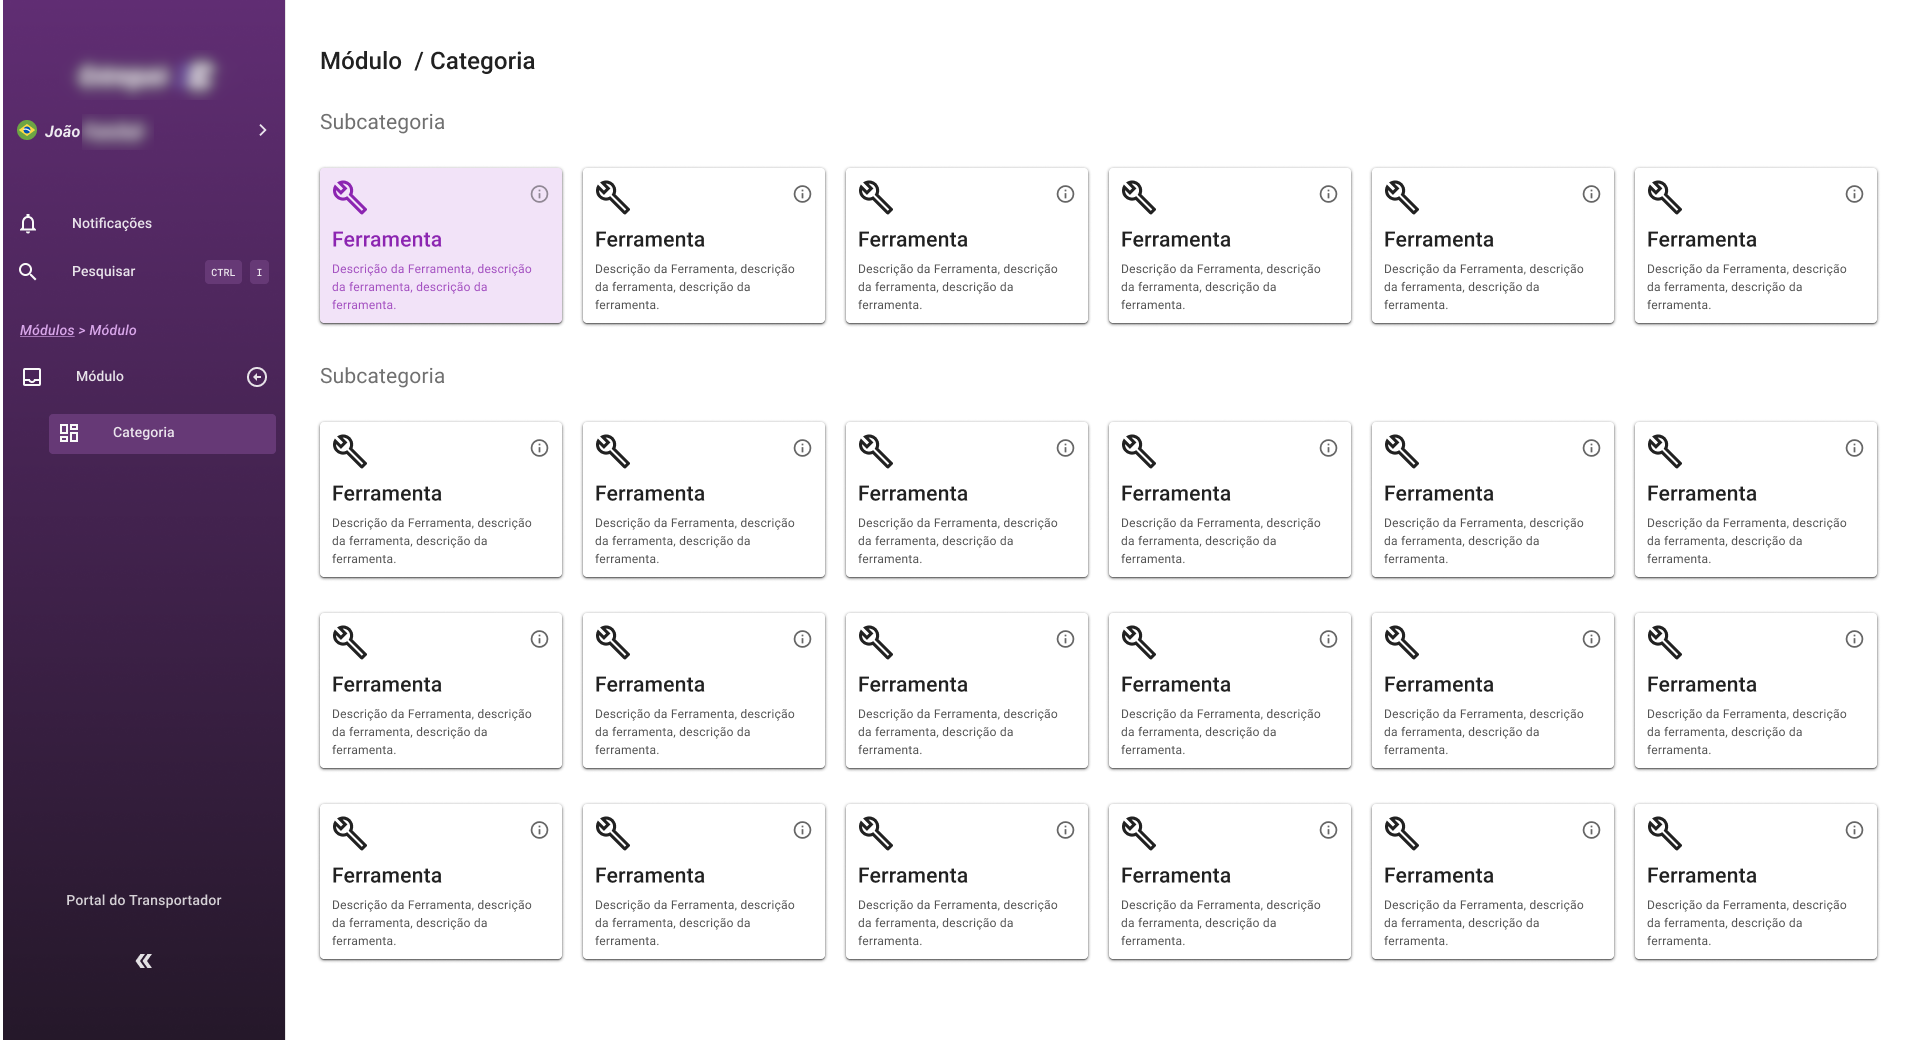 João
Notificações
Pesquisar CTRL I
Módulos > Módulo
Módulo
Categoria
Portal do Transportador
Módulo / Categoria
Subcategoria
Ferramenta
Descrição da Ferramenta, descrição
da ferramenta, descrição da
ferramenta.
Ferramenta
Descrição da Ferramenta, descrição
da ferramenta, descrição da
ferramenta.
Ferramenta
Descrição da Ferramenta, descrição
da ferramenta, descrição da
ferramenta.
Ferramenta
Descrição da Ferramenta, descrição
da ferramenta, descrição da
ferramenta.
Ferramenta
Descrição da Ferramenta, descrição
da ferramenta, descrição da
ferramenta.
Ferramenta
Descrição da Ferramenta, descrição
da ferramenta, descrição da
ferramenta.
Subcategoria
Ferramenta
Descrição da Ferramenta, descrição
da ferramenta, descrição da
ferramenta.
Ferramenta
Descrição da Ferramenta, descrição
da ferramenta, descrição da
ferramenta.
Ferramenta
Descrição da Ferramenta, descrição
da ferramenta, descrição da
ferramenta.
Ferramenta
Descrição da Ferramenta, descrição
da ferramenta, descrição da
ferramenta.
Ferramenta
Descrição da Ferramenta, descrição
da ferramenta, descrição da
ferramenta.
Ferramenta
Descrição da Ferramenta, descrição
da ferramenta, descrição da
ferramenta.
Ferramenta
Descrição da Ferramenta, descrição
da ferramenta, descrição da
ferramenta.
Ferramenta
Descrição da Ferramenta, descrição
da ferramenta, descrição da
ferramenta.
Ferramenta
Descrição da Ferramenta, descrição
da ferramenta, descrição da
ferramenta.
Ferramenta
Descrição da Ferramenta, descrição
da ferramenta, descrição da
ferramenta.
Ferramenta
Descrição da Ferramenta, descrição
da ferramenta, descrição da
ferramenta.
Ferramenta
Descrição da Ferramenta, descrição
da ferramenta, descrição da
ferramenta.
Ferramenta
Descrição da Ferramenta, descrição
da ferramenta, descrição da
ferramenta.
Ferramenta
Descrição da Ferramenta, descrição
da ferramenta, descrição da
ferramenta.
Ferramenta
Descrição da Ferramenta, descrição
da ferramenta, descrição da
ferramenta.
Ferramenta
Descrição da Ferramenta, descrição
da ferramenta, descrição da
ferramenta.
Ferramenta
Descrição da Ferramenta, descrição
da ferramenta, descrição da
ferramenta.
Ferramenta
Descrição da Ferramenta, descrição
da ferramenta, descrição da
ferramenta.